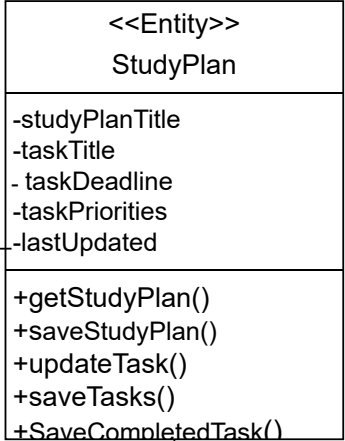 <<Entity>>
StudyPlan
-studyPlanTitle
-taskTitle
- taskDeadline
-taskPriorities
-lastUpdated
+getStudyPlan()
+saveStudyPlan()
+updateTask()
+saveTasks()
+SaveCompletedTask()